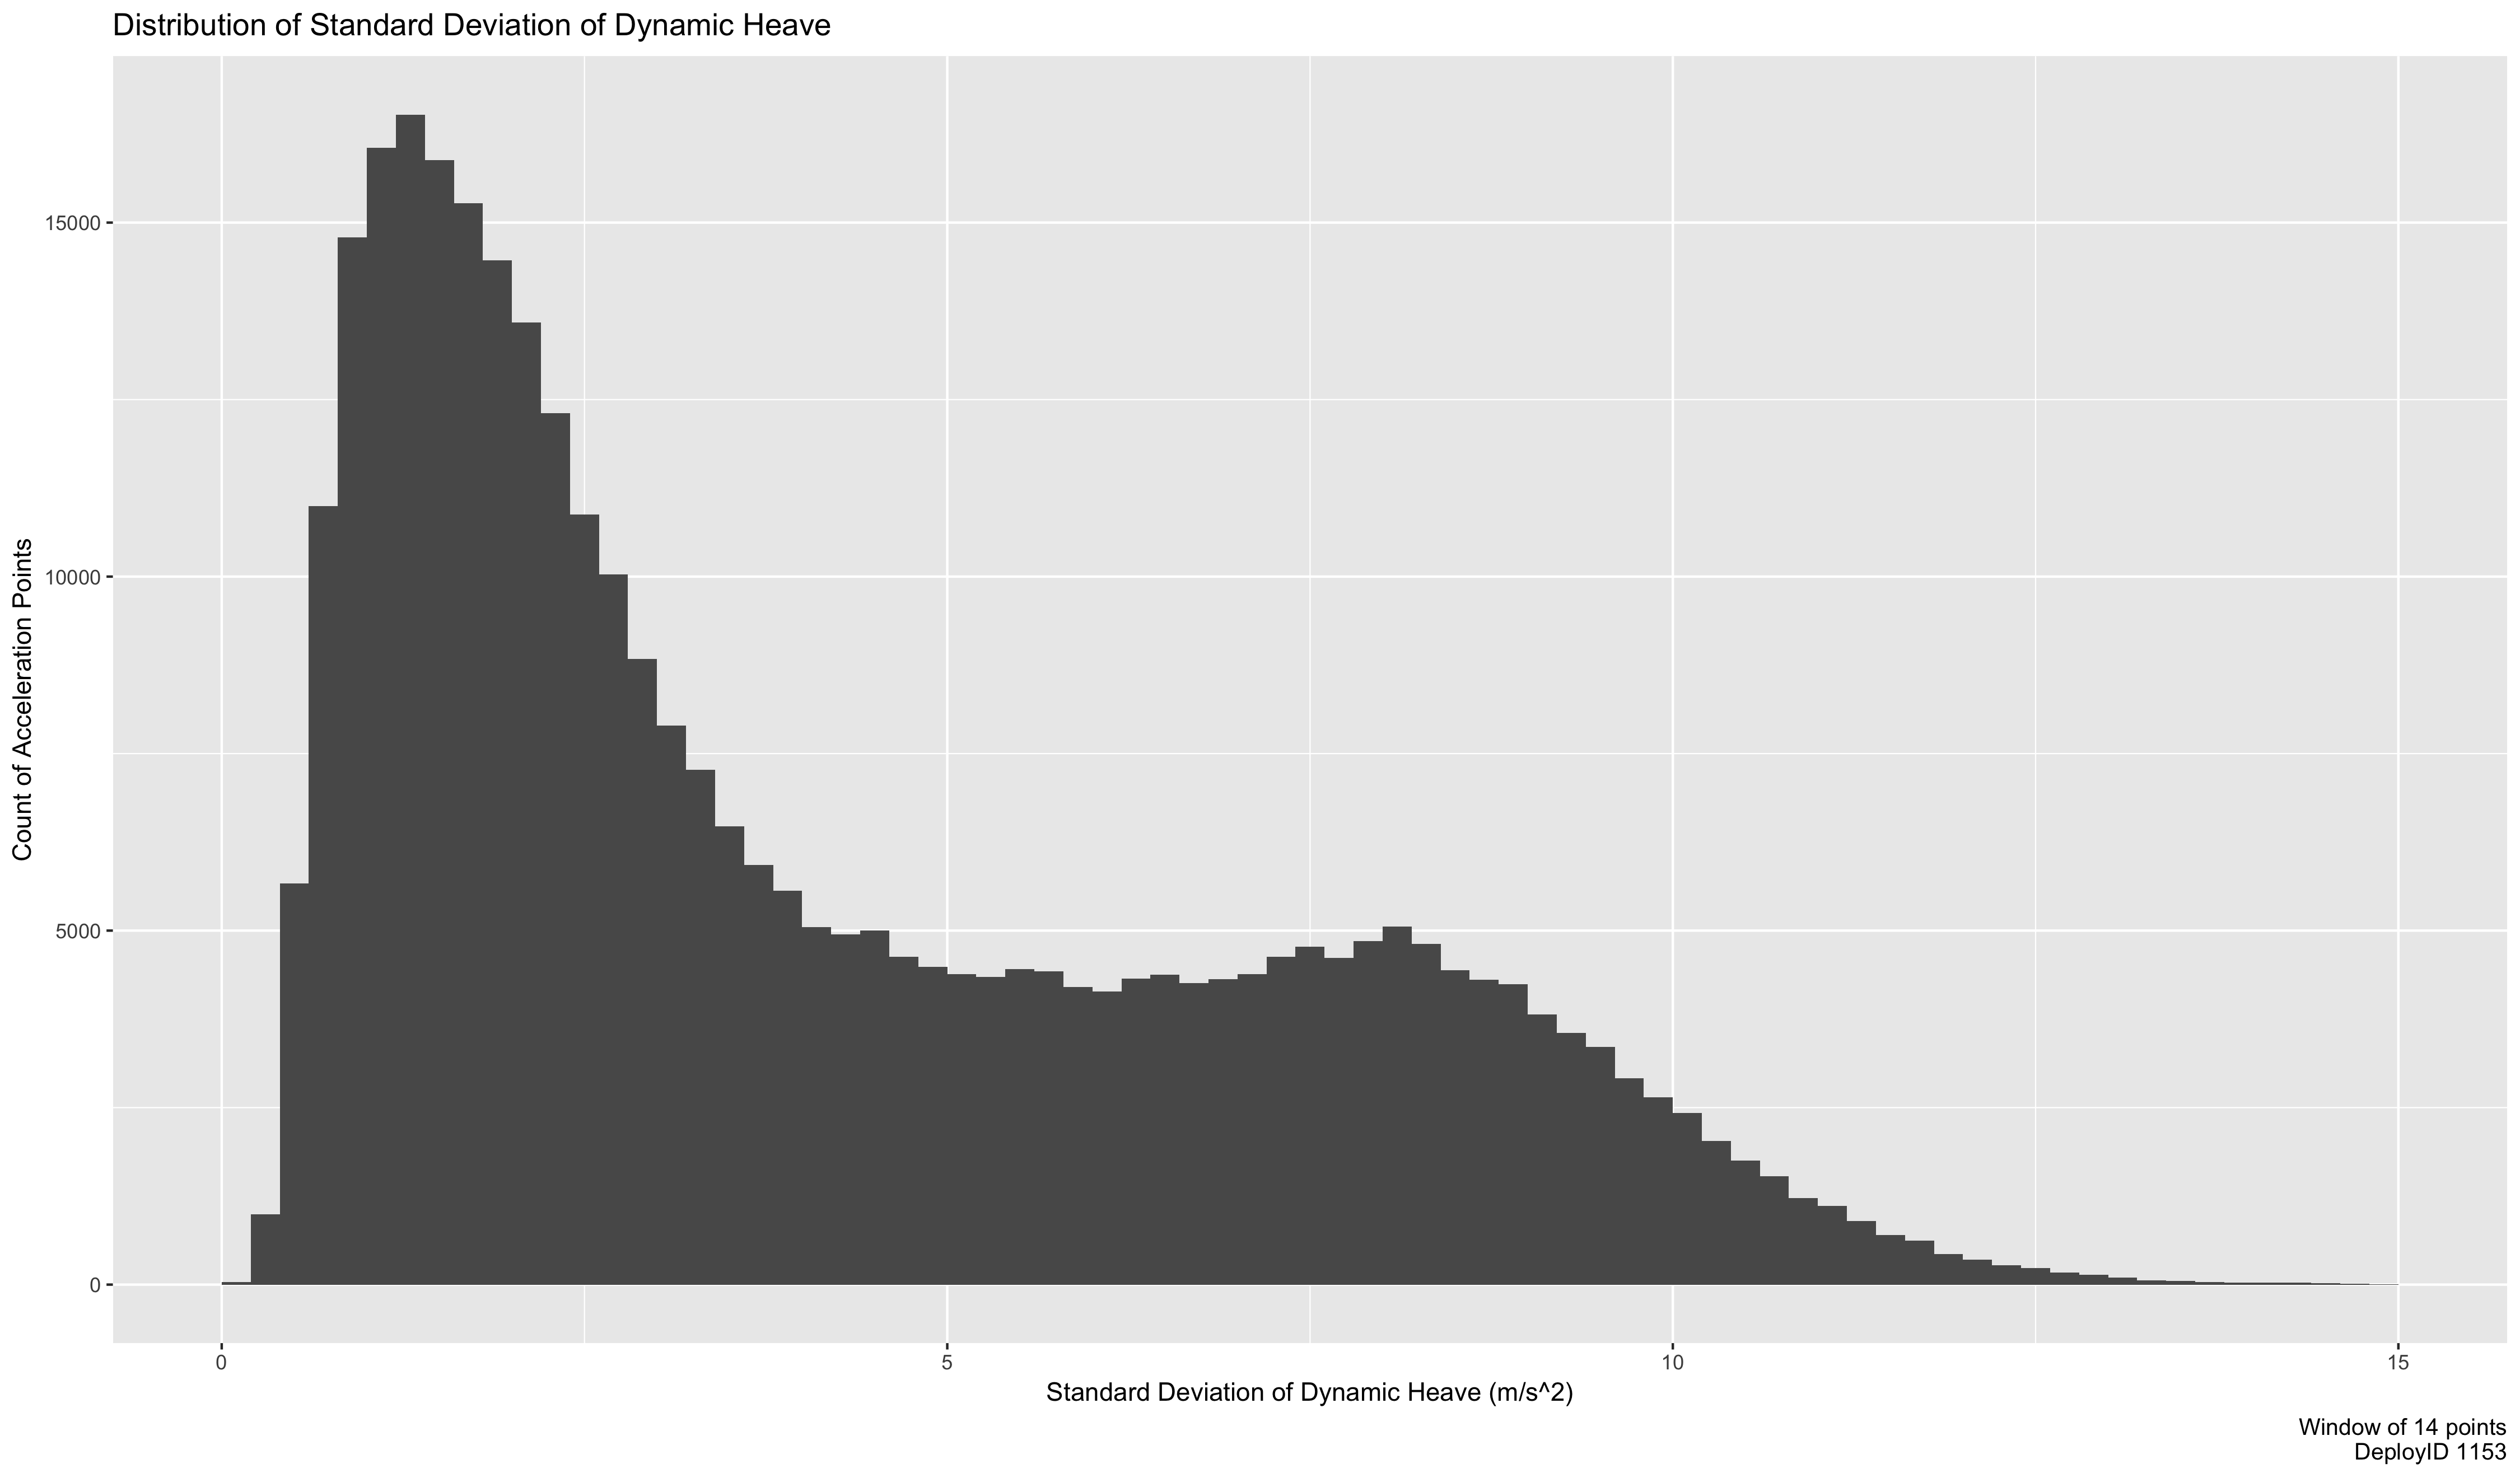 Distribution of Standard Deviation of Dynamic Heave
Count of Acceleration Points
15000
10000
5000
0
0
5
10
15
Standard Deviation of Dynamic Heave (m/s^2)
Window of 14 points
DeployID 1153